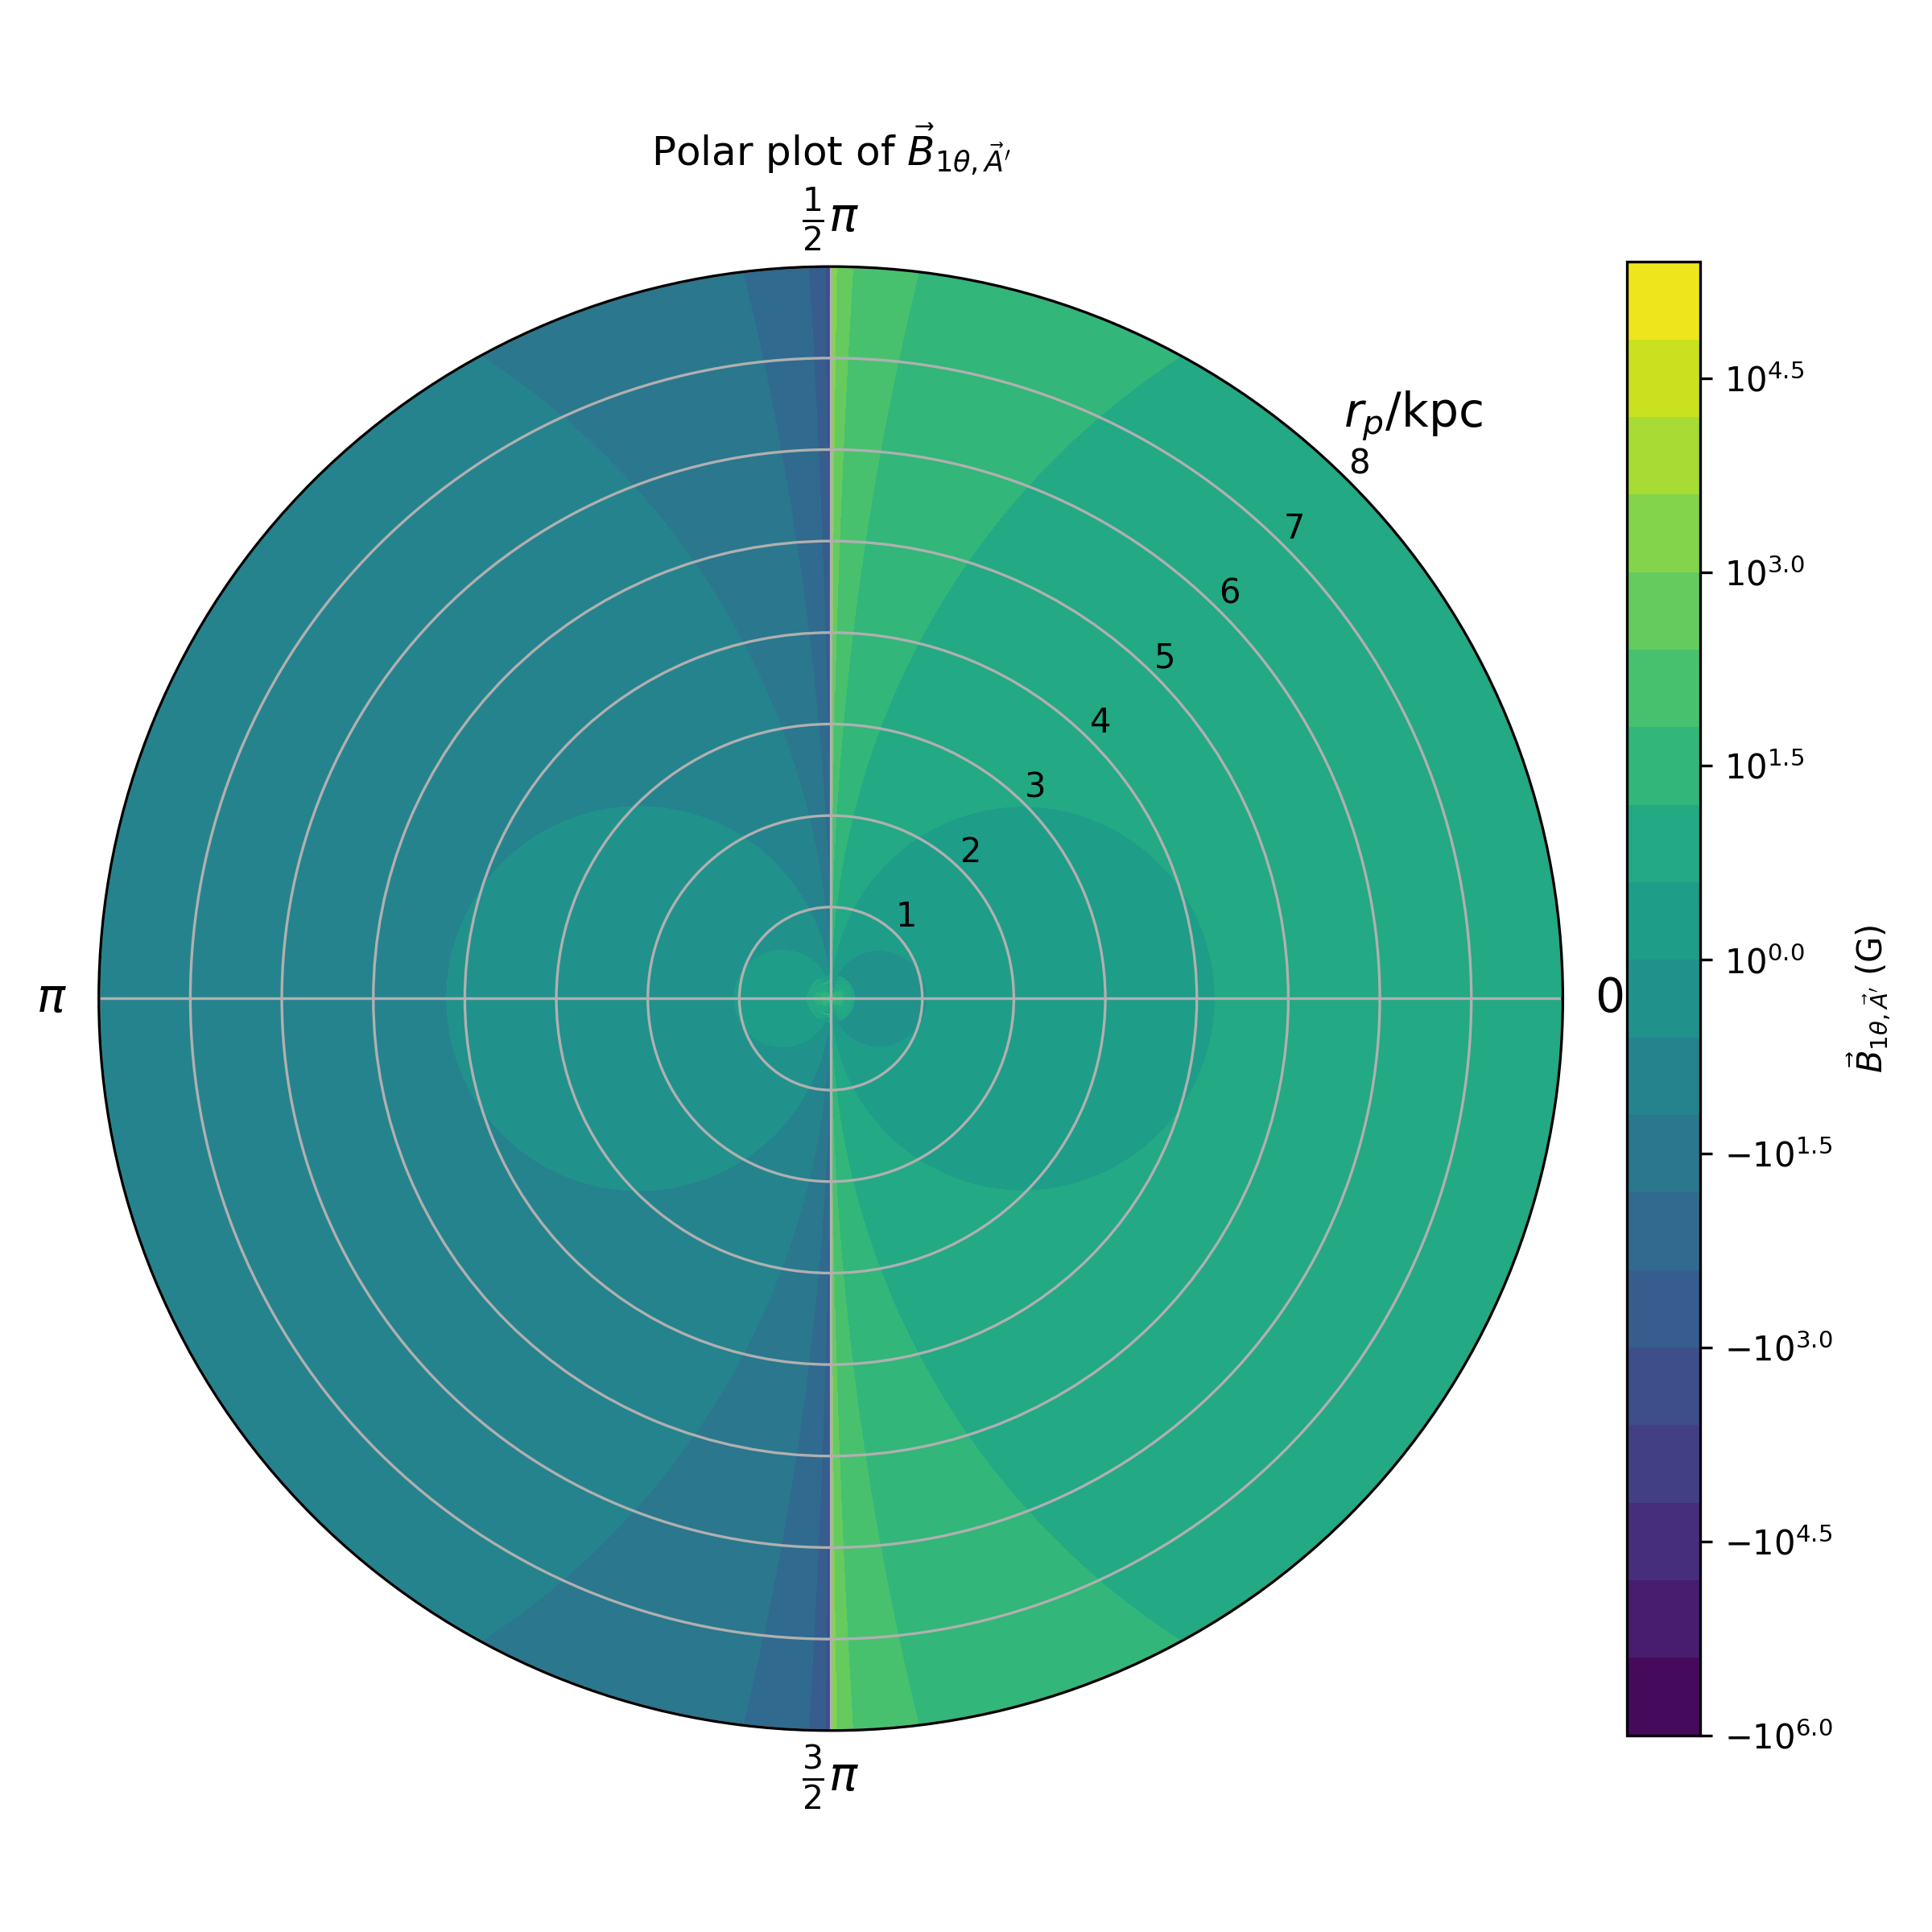 Polar plot of $\vec{B}_{1\theta,\vec{A}'}$
$\frac{1}{2}\pi$
$r_p$/kpc
8
7
6
5
4
3
2
1
π
0
$\frac{3}{2}\pi$
$10^{4.5}$
$10^{3.0}$
$10^{1.5}$
$10^{0.0}$
$-10^{1.5}$
$-10^{3.0}$
$-10^{4.5}$
$-10^{6.0}$
$\vec{B}_{1\theta,\vec{A}'}$ (G)